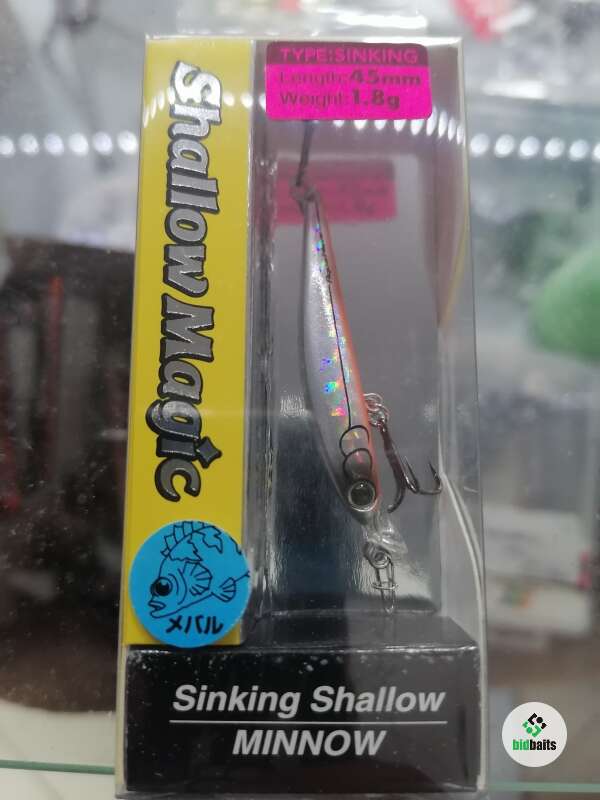 TYPE:SINKING
Length:45mm
Weight:1.8g
Shallow Magic
メバル
Sinking Shallow
MINNOW
bidbaits